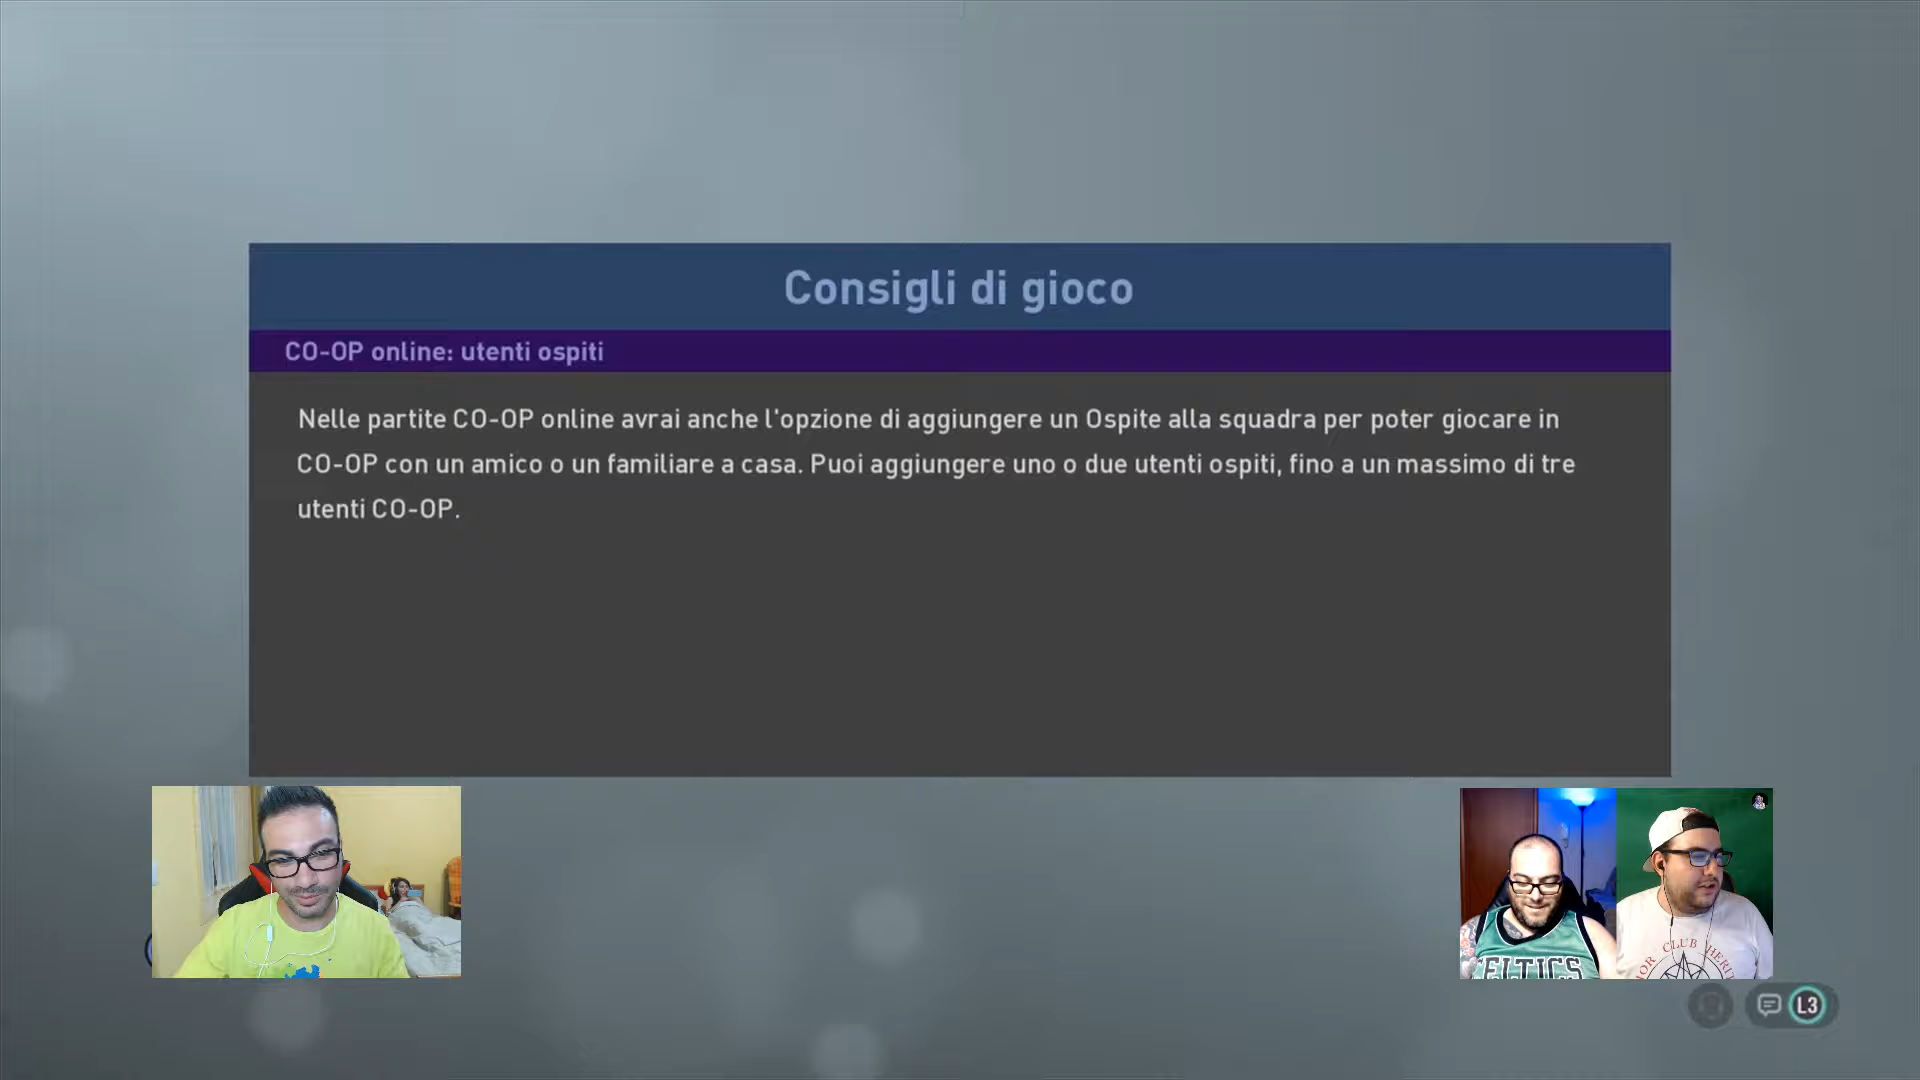 Consigli di gioco
CO-OP online: utenti ospiti
Nelle partite CO-OP online avrai anche l'opzione di aggiungere un Ospite alla squadra per poter giocare in
CO-OP con un amico o un familiare a casa. Puoi aggiungere uno o due utenti ospiti, fino a un massimo di tre
utenti CO-OP.
CLUB
L3